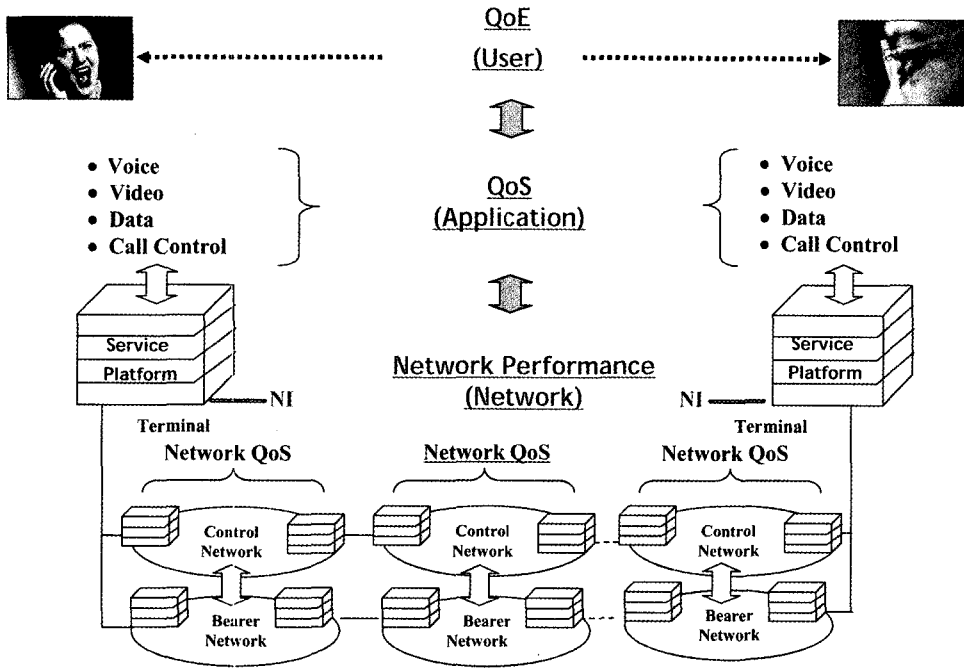 QoE
(User)
• Voice
• Video
• Data
• Call Control
QoS
(Application)
• Voice
• Video
• Data
• Call Control
Service
Platform
NI
Terminal
Network Performance
(Network)
Service
Platform
NI
Terminal
Network QoS
Network QoS
Network QoS
Control
Network
Control
Network
Control
Network
Bearer
Network
Bearer
Network
Bearer
Network